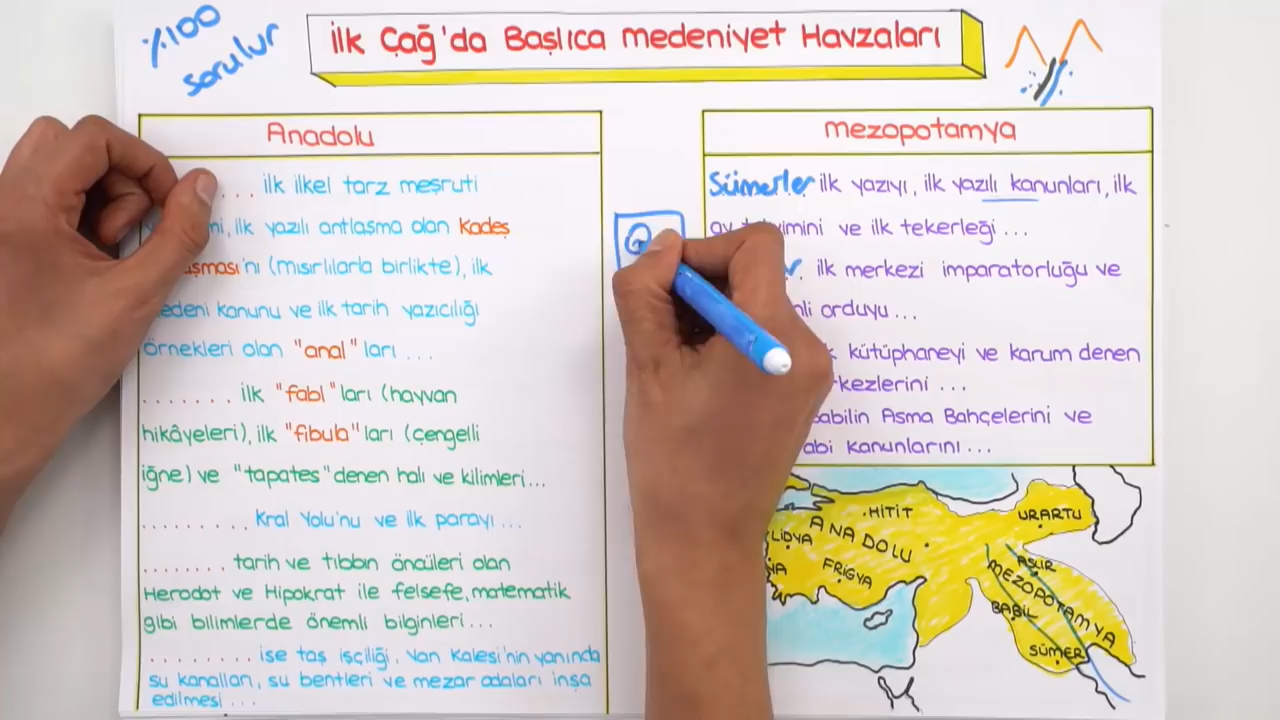 %100
sorulur
İlk Çağ'da Başlıca medeniyet Havzaları
Anadolu
... ilk ilkel tarz meşruti
ilk yazılı antlaşma olan Kadeş
'nı (mısırlılarla birlikte), ilk
kanunu ve ilk tarih yazıcılığı
örnekleri olan "anal" ları ....
....... ilk "fabl" ları (hayvan
hikâyeleri), ilk "fibula" ları (çengelli
iğne) ve "tapates" denen halı ve kilimleri...
......... Kral Yolu'nu ve ilk parayı ...
........ tarih ve tıbbın öncüleri olan
Herodot ve Hipokrat ile felsefe, matematik
gibi bilimlerde önemli bilginleri...
........ ise taş işçiliği, Van Kalesi'nin yanında
su kanalları, su bentleri ve mezar odaları inşa
edilmesi ...
mezopotamya
Sümerler ilk yazıyı, ilk yazılı kanunları, ilk
ay ve ilk tekerleği ...
ilk merkezi imparatorluğu ve
orduyu ...
kütüphaneyi ve karum denen
...
Babilin Asma Bahçelerini ve
kanunlarını ...
HİTİT
URARTU
ANADOLU
LİDYA
FRİGYA
ASUR
MEZOPOTAMYA
BABİL
SÜMER